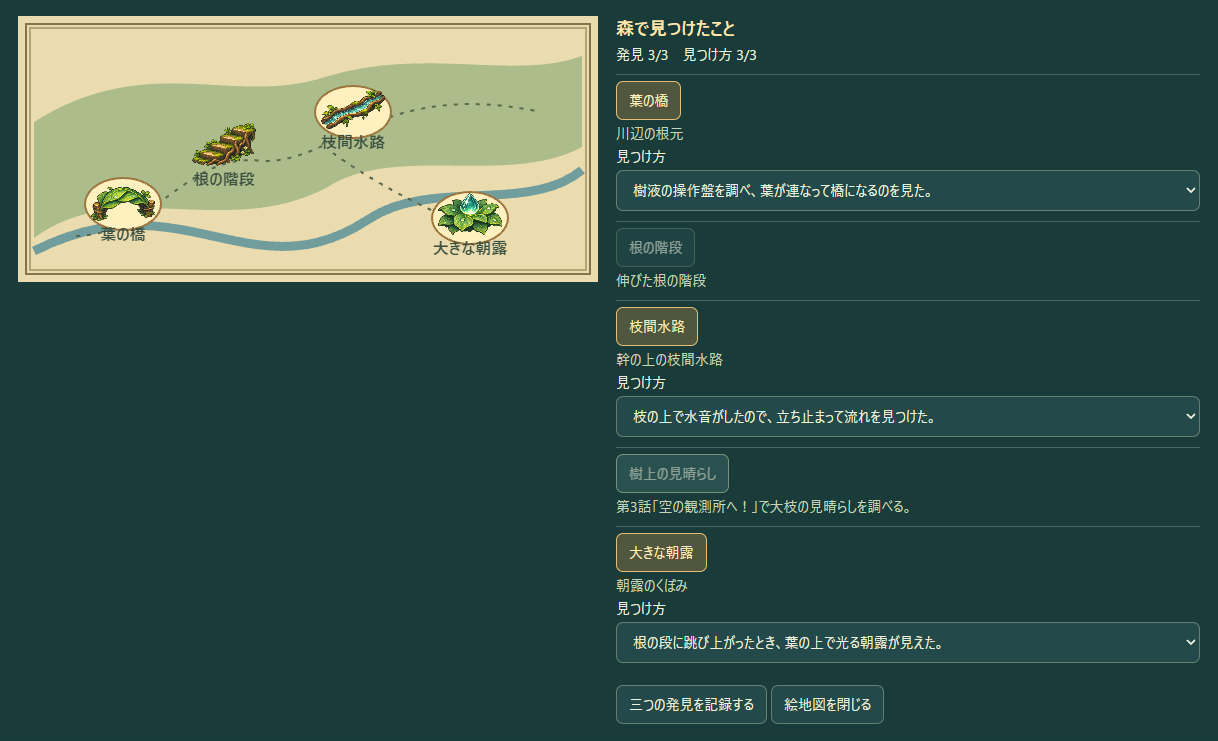 枝間水路
根の階段
葉の橋
大きな朝露
森で見つけたこと
発見 3/3 見つけ方 3/3
葉の橋
川辺の根元
見つけ方
樹液の操作盤を調べ、葉が連なって橋になるのを見た。
根の階段
伸びた根の階段
枝間水路
幹の上の枝間水路
見つけ方
枝の上で水音がしたので、立ち止まって流れを見つけた。
樹上の見晴らし
第3話「空の観測所へ！」で大枝の見晴らしを調べる。
大きな朝露
朝露のくぼみ
見つけ方
根の段に跳び上がったとき、葉の上で光る朝露が見えた。
三つの発見を記録する 絵地図を閉じる